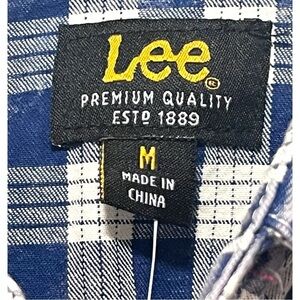 Lee®
PREMIUM QUALITY
ESTD 1889
M
MADE IN
CHINA